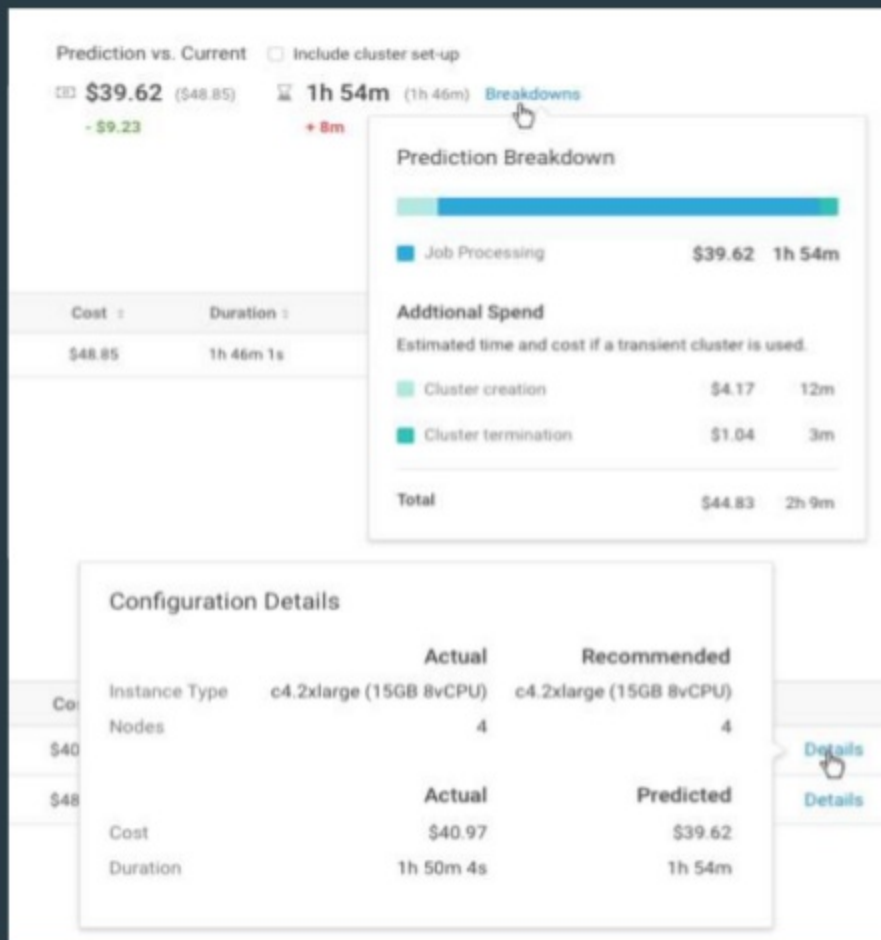 Prediction vs. Current Include cluster set-up
$39.62 ($48.85) 1h 54m (1h 46m) Breakdowns
- $9.23 + 8m
Prediction Breakdown
Job Processing $39.62 1h 54m
Cost Duration
Addtional Spend
$48.85 1h 46m 1s
Estimated time and cost if a transient cluster is used.
Cluster creation $4.17 12m
Cluster termination $1.04 3m
Total $44.83 2h 9m
Configuration Details
Actual Recommended
Instance Type c4.2xlarge (15GB 8vCPU) c4.2xlarge (15GB 8vCPU)
Co
Nodes 4 4
$40 Details
Actual Predicted
$48 Details
Cost $40.97 $39.62
Duration 1h 50m 4s 1h 54m